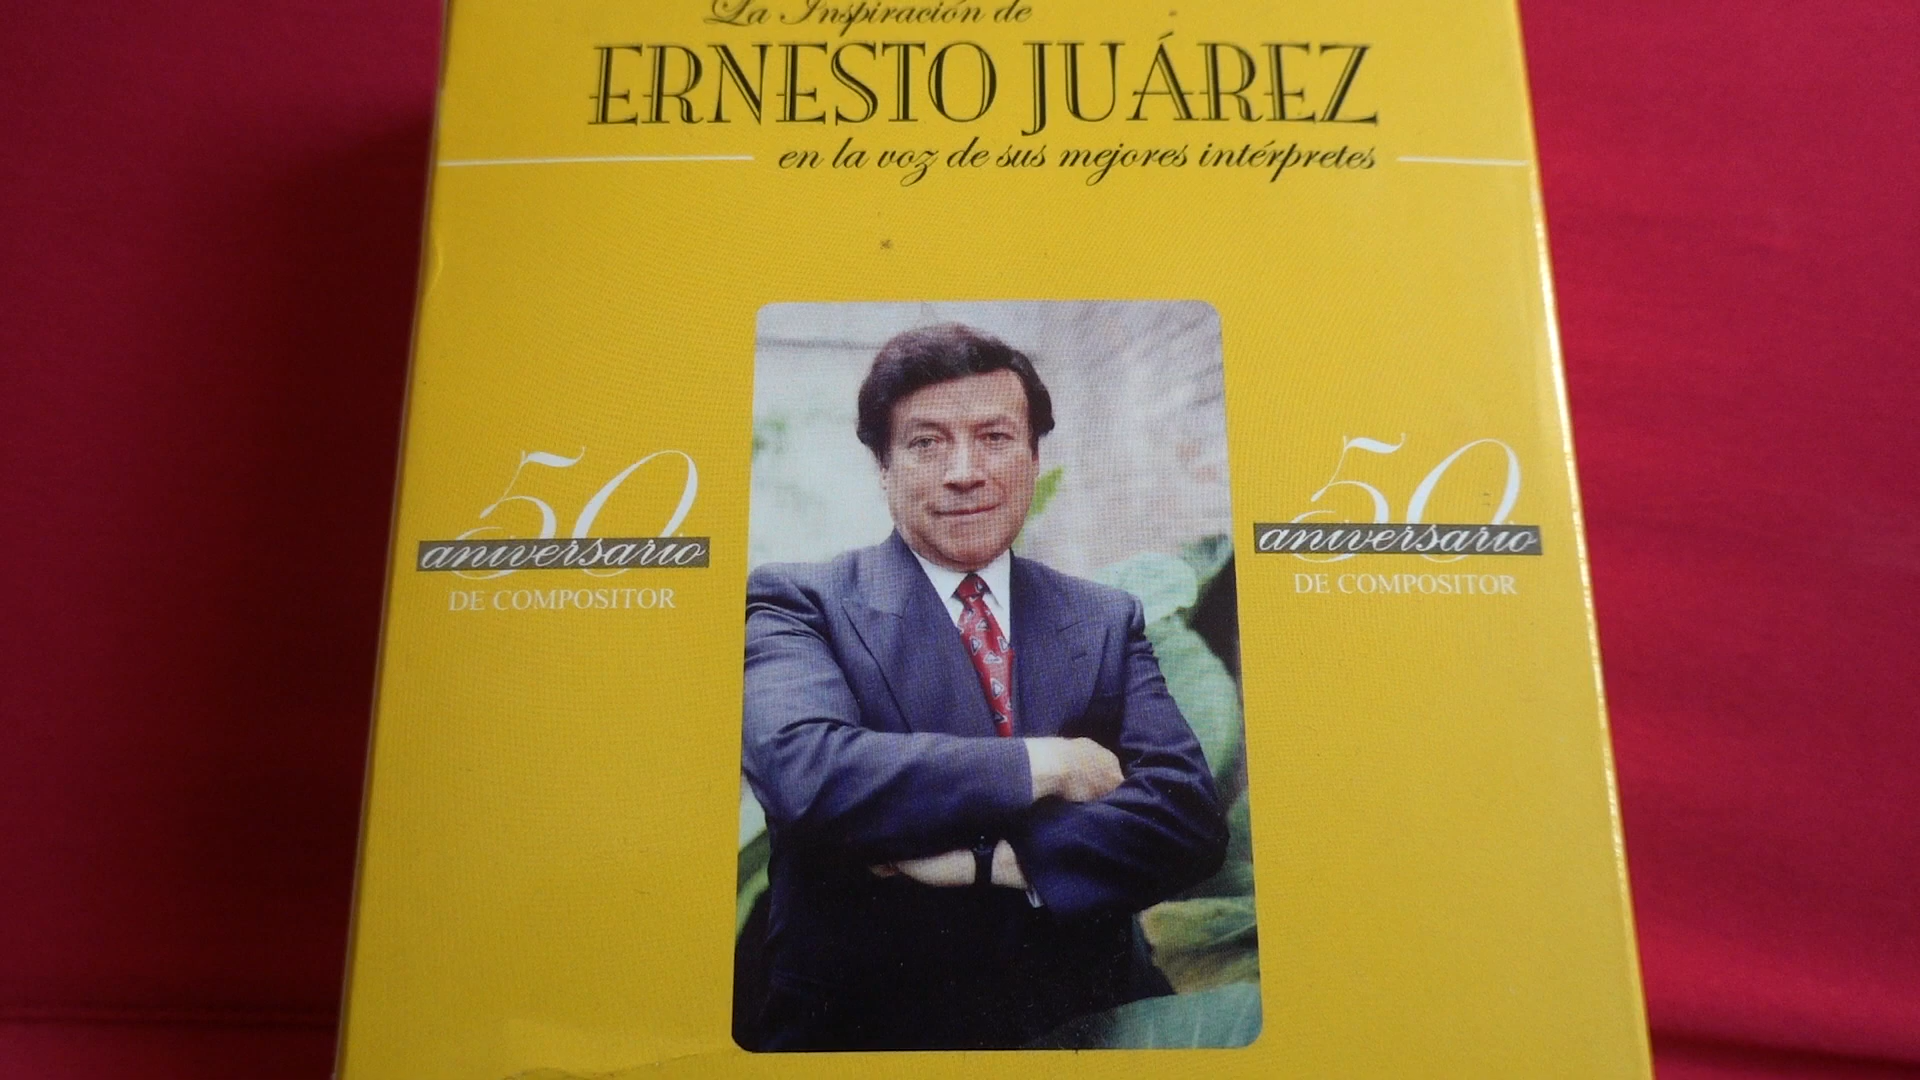 La Inspiración de
ERNESTO JUÁREZ
en la voz de sus mejores intérpretes
50
aniversario
DE COMPOSITOR
50
aniversario
DE COMPOSITOR